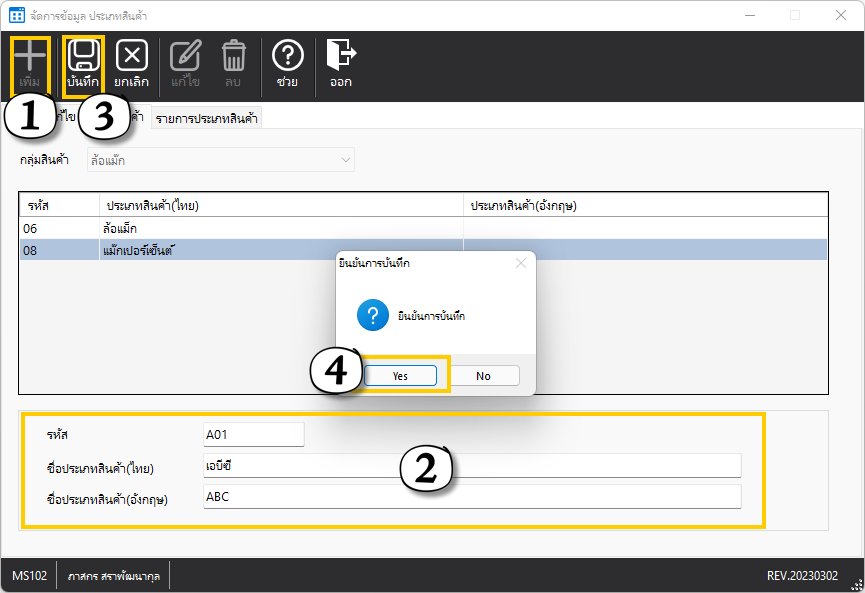 จัดการข้อมูล ประเภทสินค้า
เพิ่ม บันทึก ยกเลิก แก้ไข ลบ ช่วย ออก
1 3 รายการประเภทสินค้า
กลุ่มสินค้า ล้อแม๊ก
รหัส ประเภทสินค้า(ไทย) ประเภทสินค้า(อังกฤษ)
06 ล้อแม็ก
08 แม๊กเปอร์เซ็นต์
ยืนยันการบันทึก
? ยืนยันการบันทึก
4 Yes No
รหัส A01
ชื่อประเภทสินค้า(ไทย) เอบีซี
2
ชื่อประเภทสินค้า(อังกฤษ) ABC
MS102 ภาสกร สราพัฒนากุล REV.20230302